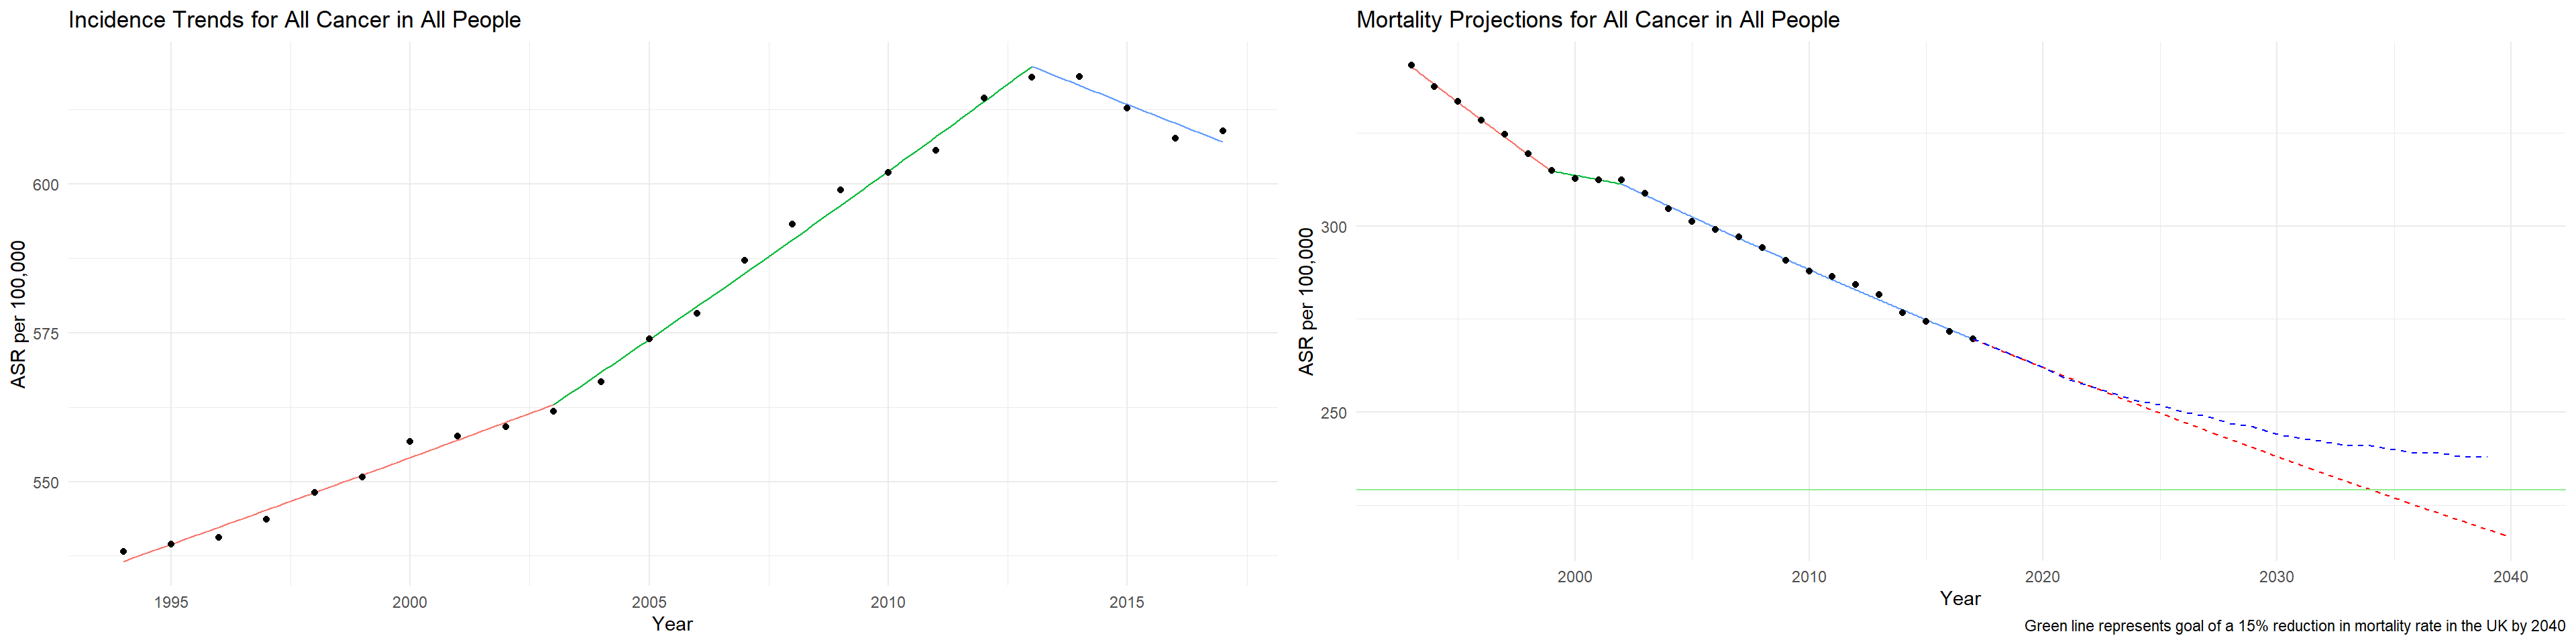 Incidence Trends for All Cancer in All People
ASR per 100,000
600
575
550
1995 2000 2005 2010 2015
Year
Mortality Projections for All Cancer in All People
ASR per 100,000
300
250
2000 2010 2020 2030 2040
Year
Green line represents goal of a 15% reduction in mortality rate in the UK by 2040